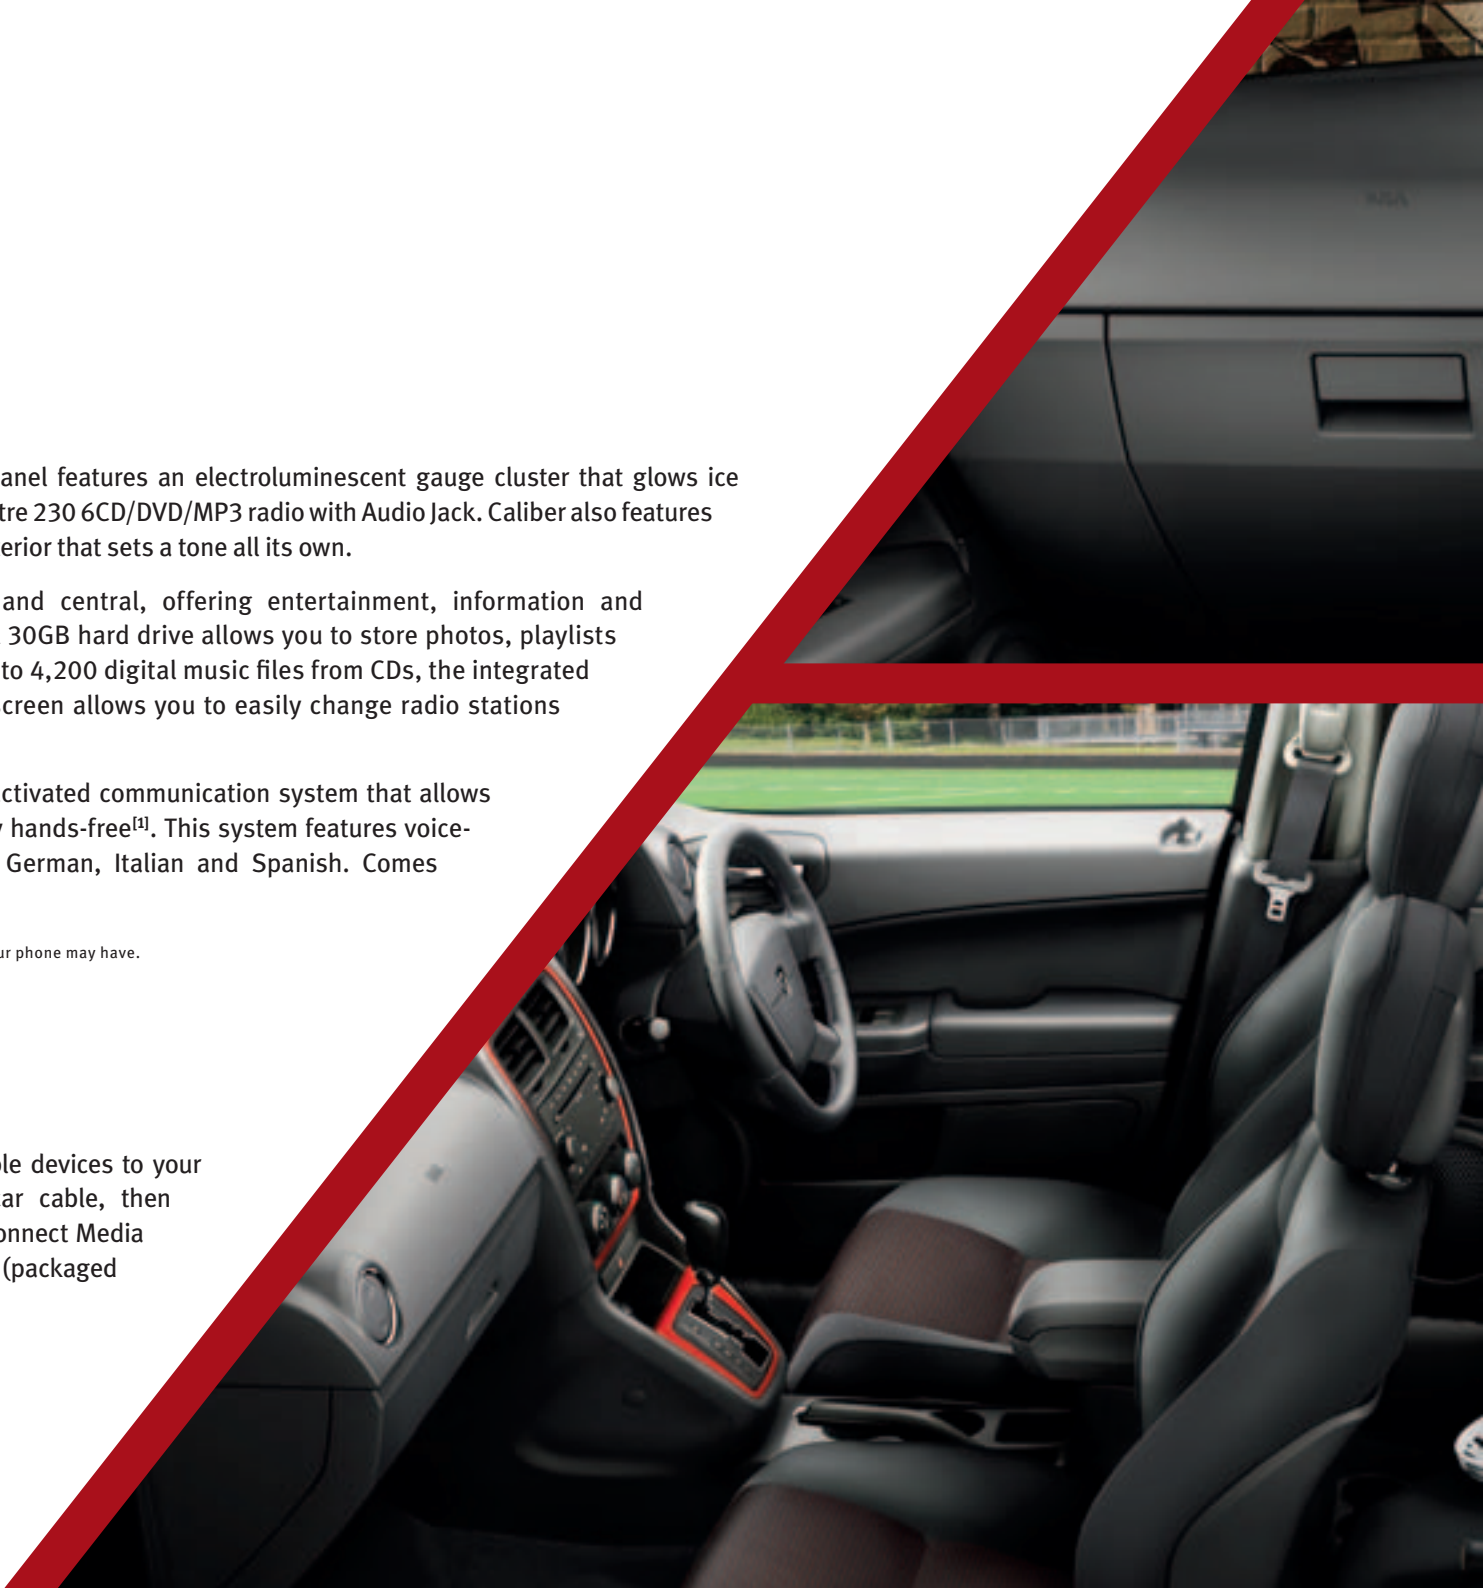 anel features an electroluminescent gauge cluster that glows ice
tre 230 6CD/DVD/MP3 radio with Audio Jack. Caliber also features
erior that sets a tone all its own.
and central, offering entertainment, information and
30GB hard drive allows you to store photos, playlists
to 4,200 digital music files from CDs, the integrated
creen allows you to easily change radio stations
ctivated communication system that allows
y hands-free[1]. This system features voice-
German, Italian and Spanish. Comes
ur phone may have.
ole devices to your
ar cable, then
onnect Media
(packaged